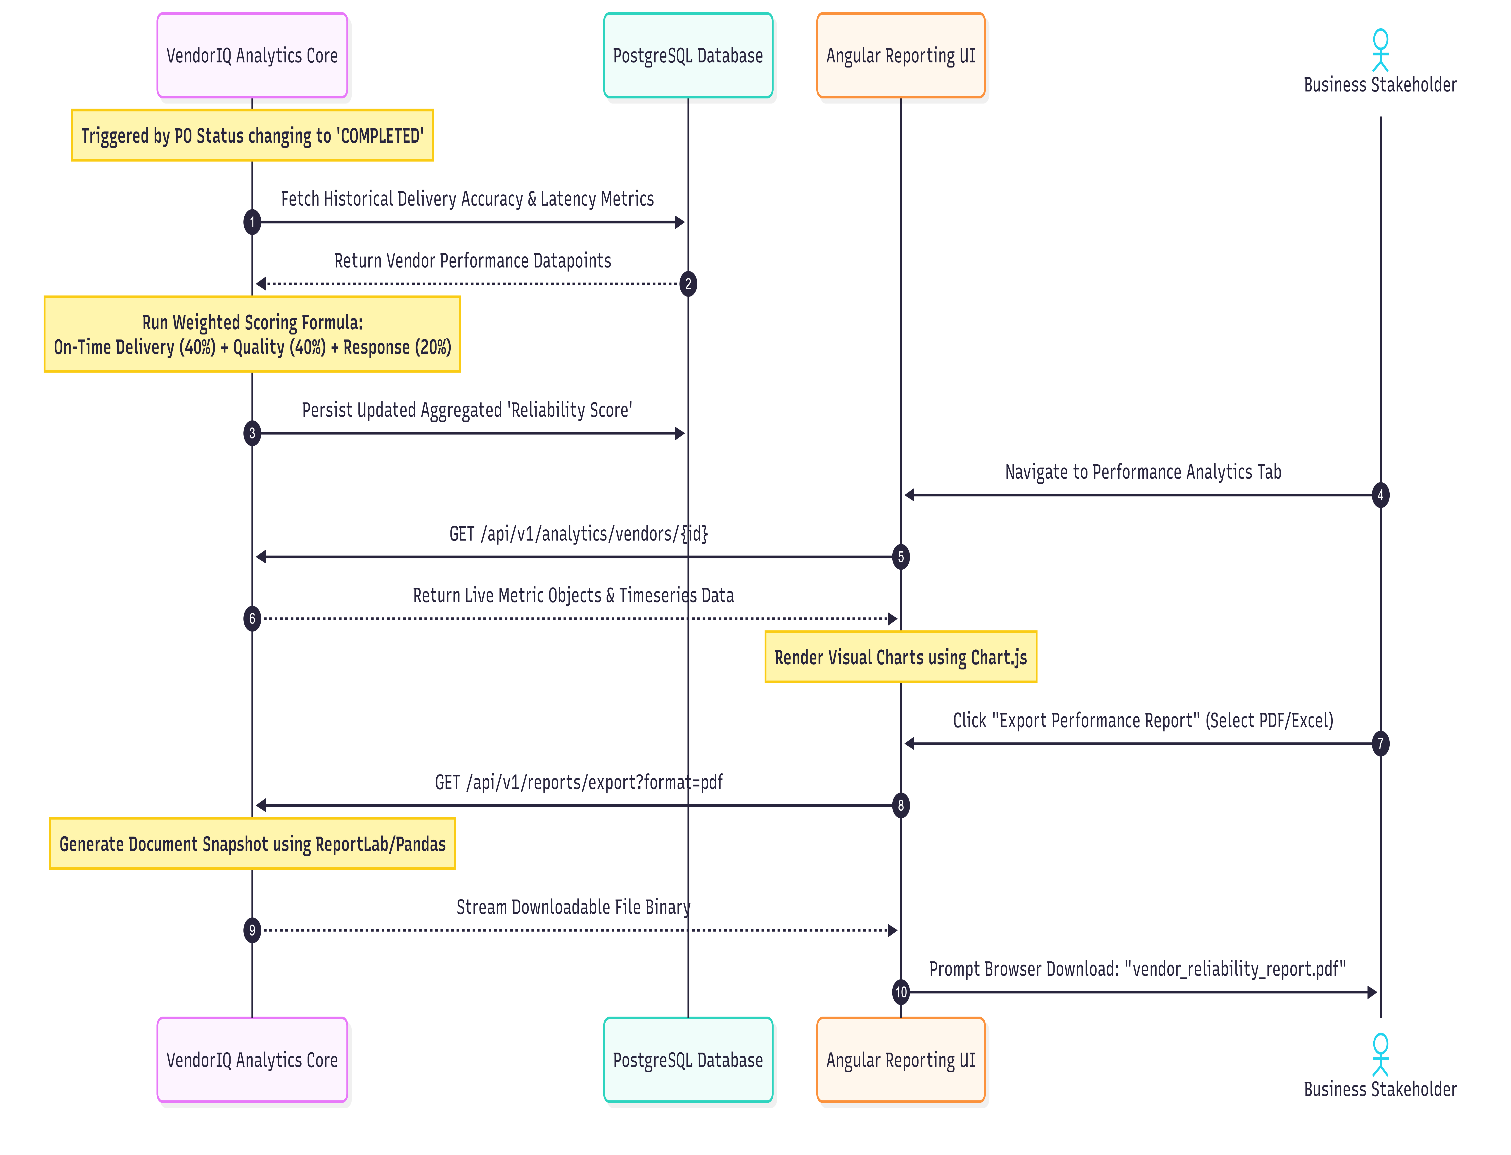 VendorIQ Analytics Core
PostgreSQL Database
Angular Reporting UI
Business Stakeholder
Triggered by PO Status changing to 'COMPLETED'
Fetch Historical Delivery Accuracy & Latency Metrics
1
Return Vendor Performance Datapoints
2
Run Weighted Scoring Formula:
On-Time Delivery (40%) + Quality (40%) + Response (20%)
Persist Updated Aggregated 'Reliability Score'
3
Navigate to Performance Analytics Tab
4
GET /api/v1/analytics/vendors/{id}
5
Return Live Metric Objects & Timeseries Data
6
Render Visual Charts using Chart.js
Click "Export Performance Report" (Select PDF/Excel)
7
GET /api/v1/reports/export?format=pdf
8
Generate Document Snapshot using ReportLab/Pandas
Stream Downloadable File Binary
9
Prompt Browser Download: "vendor_reliability_report.pdf"
10
VendorIQ Analytics Core
PostgreSQL Database
Angular Reporting UI
Business Stakeholder